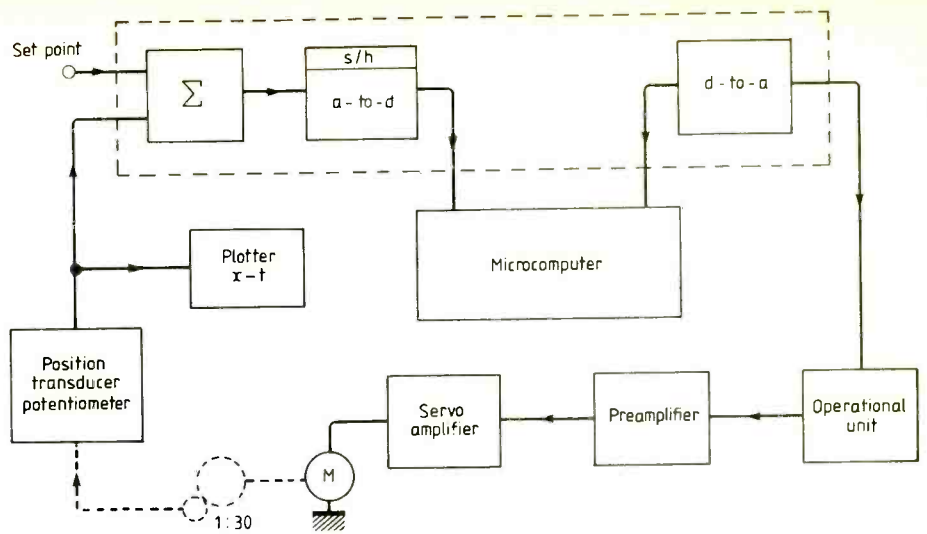 Set point
Σ
s/h
a-to-d
d-to-a
Plotter
x-t
Microcomputer
Position
transducer
potentiometer
Servo
amplifier
Preamplifier
Operational
unit
M
1:30